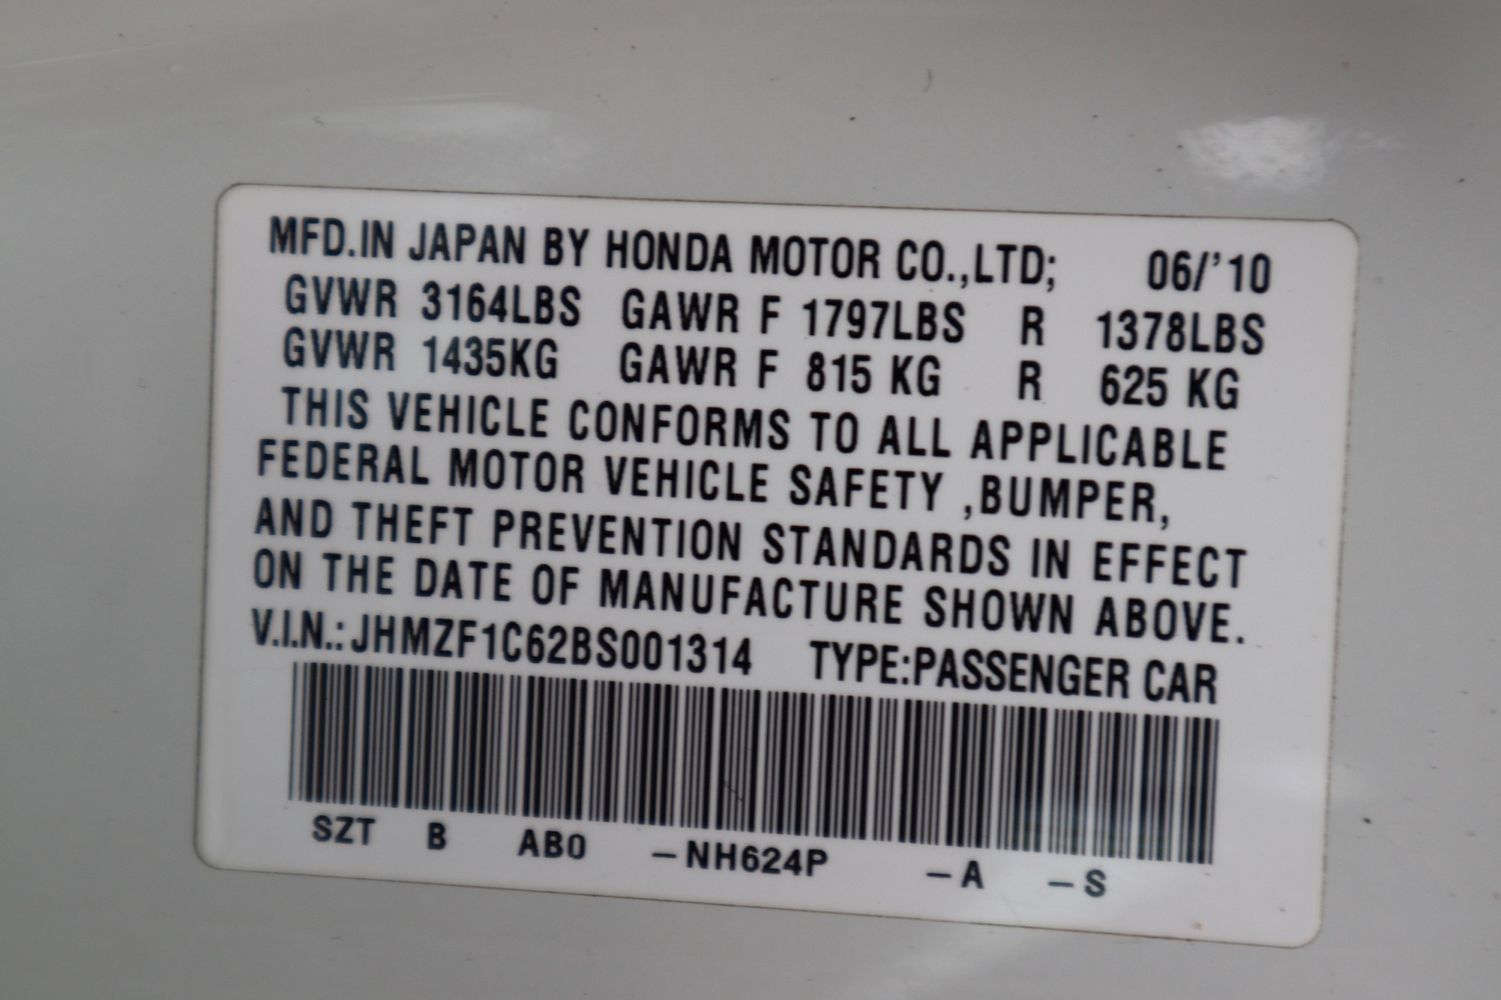 MFD.IN JAPAN BY HONDA MOTOR CO.,LTD; 06/'10
GVWR 3164LBS GAWR F 1797LBS R 1378LBS
GVWR 1435KG GAWR F 815 KG R 625 KG
THIS VEHICLE CONFORMS TO ALL APPLICABLE
FEDERAL MOTOR VEHICLE SAFETY ,BUMPER,
AND THEFT PREVENTION STANDARDS IN EFFECT
ON THE DATE OF MANUFACTURE SHOWN ABOVE.
V.I.N.: JHMZF1C62BS001314 TYPE:PASSENGER CAR
SZT B AB0 –NH624P –A –S